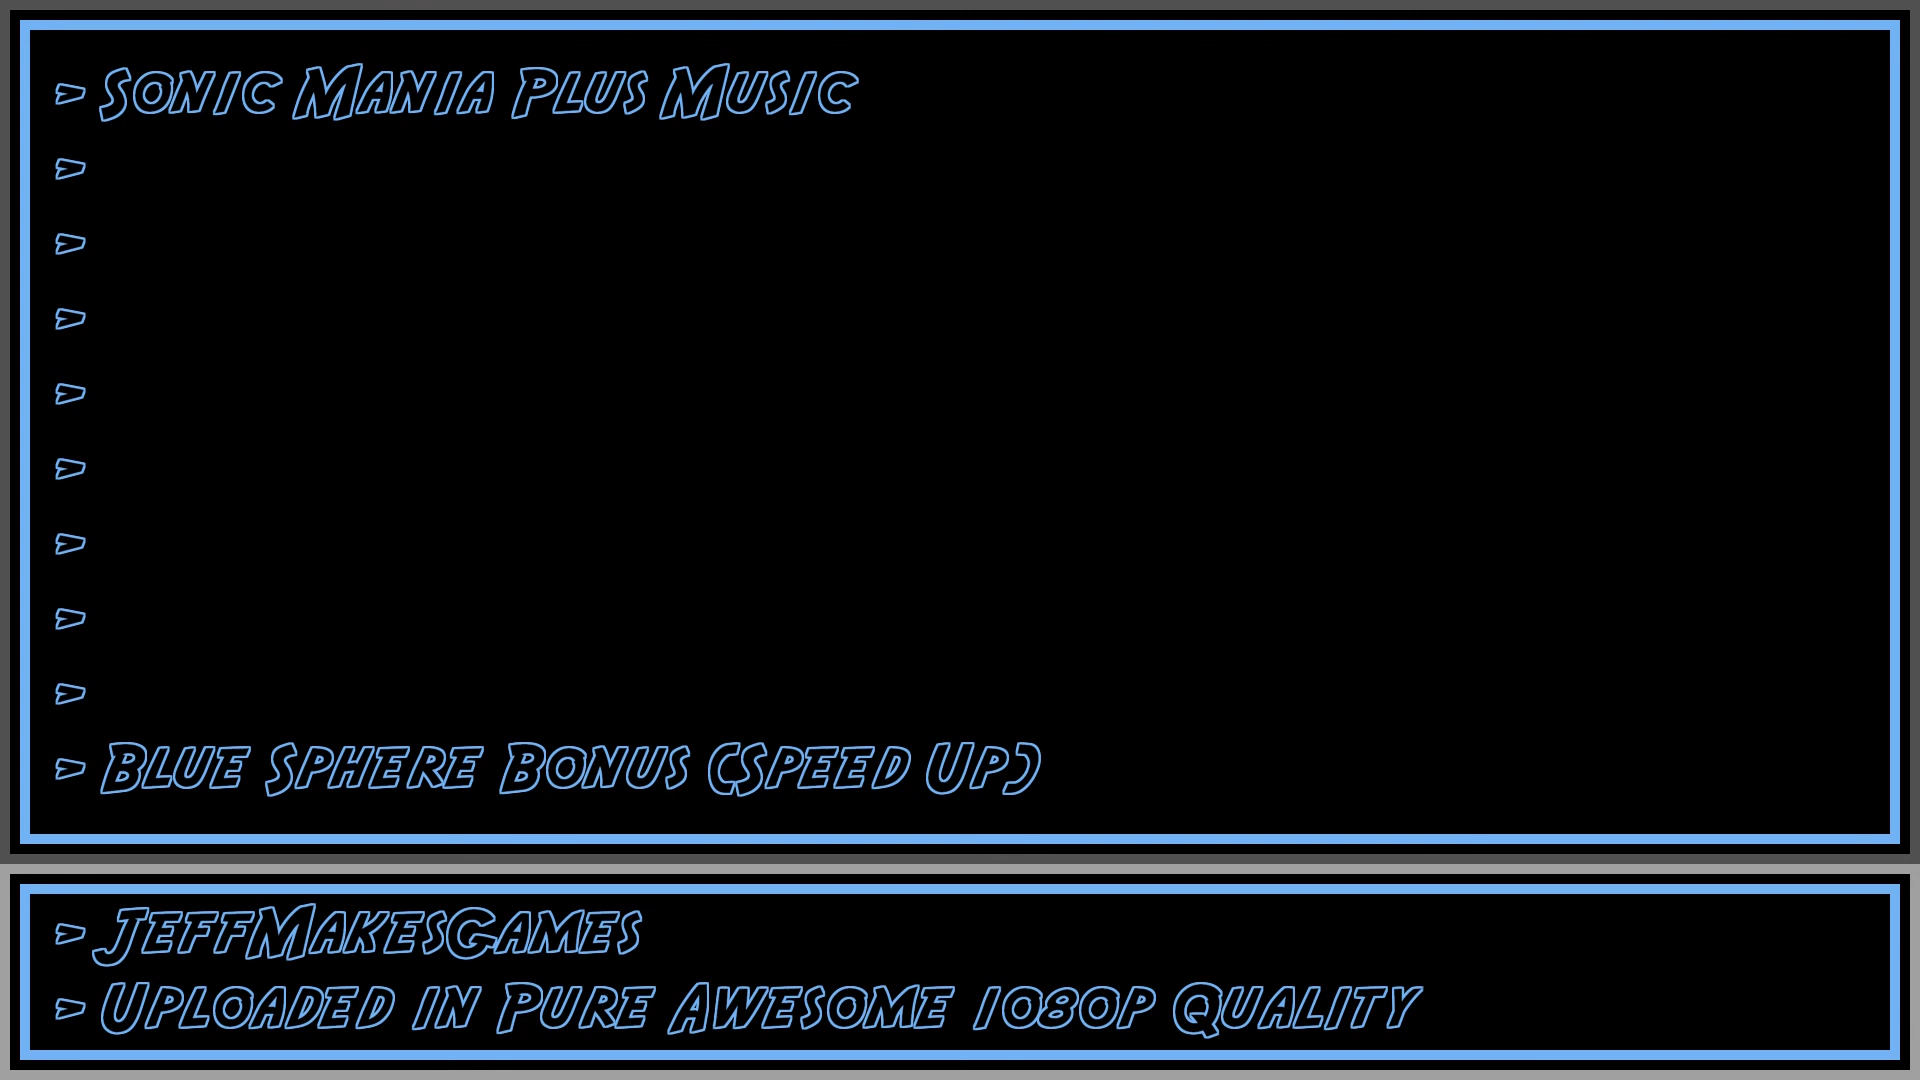 > Sonic Mania Plus Music
>
>
>
>
>
>
>
>
> Blue Sphere Bonus (Speed Up)
> JeffMakesGames
> Uploaded in Pure Awesome 1080p Quality